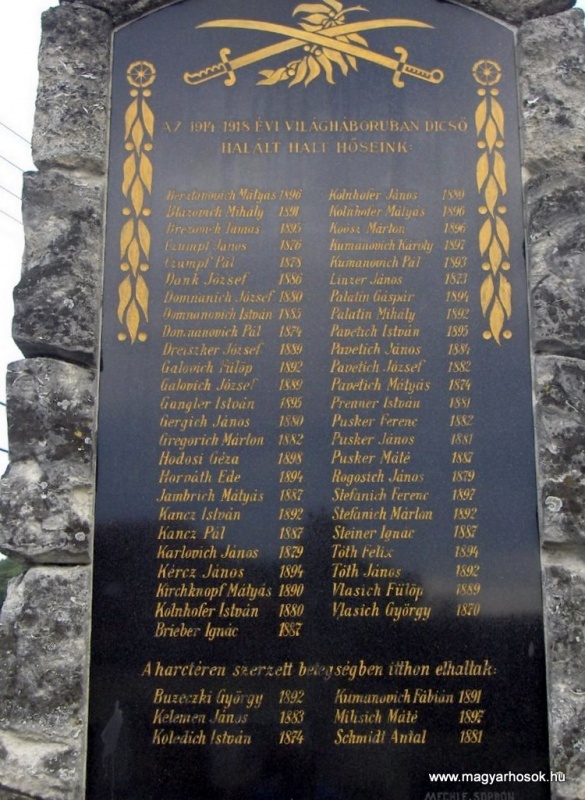 AZ 1914-1918 ÉVI VILÁGHÁBORUBAN DICSŐ
HALÁLT HALT HŐSEINK:
Berzlanovich Mátyás 1896
Blazovich Mihály 1891
Brezovich János 1895
Czumpf János 1876
Czumpf Pál 1878
Dank József 1886
Domnanich József 1880
Domnanovich István 1885
Domnanovich Pál 1874
Dreiszker József 1889
Galovich Fülöp 1892
Galovich József 1889
Gungler István 1895
Gergich János 1880
Gregorich Márton 1882
Hodosi Géza 1898
Horváth Ede 1894
Jambrich Mátyás 1887
Kancz István 1892
Kancz Pál 1887
Karlovich János 1879
Kércz János 1894
Kirchknopf Mátyás 1890
Kolnhofer István 1880
Brieber Ignác 1887
Kolnhofer János 1880
Kolnhofer Mátyás 1896
Koosz Márton 1896
Kumanovich Károly 1897
Kumanovich Pál 1893
Linzer János 1873
Palatin Gáspár 1894
Palatin Mihály 1892
Pavetich István 1895
Pavetich János 1884
Pavetich József 1882
Pavetich Mátyás 1874
Prenner István 1881
Pusker Ferenc 1882
Pusker János 1881
Pusker Máté 1887
Rogosich János 1879
Stefanich Ferenc 1897
Stefanich Márton 1892
Steiner Ignác 1887
Tóth Felix 1894
Tóth János 1892
Vlasich Fülöp 1889
Vlasich György 1870
A harctéren szerzett betegségben itthon elhaltak:
Buzeczki György 1892
Kelemen János 1883
Koledich István 1874
Kumanovich Fábián 1891
Miksich Máté 1897
Schmidl Antal 1881
MECHLE SOPRON
www.magyarhosok.hu